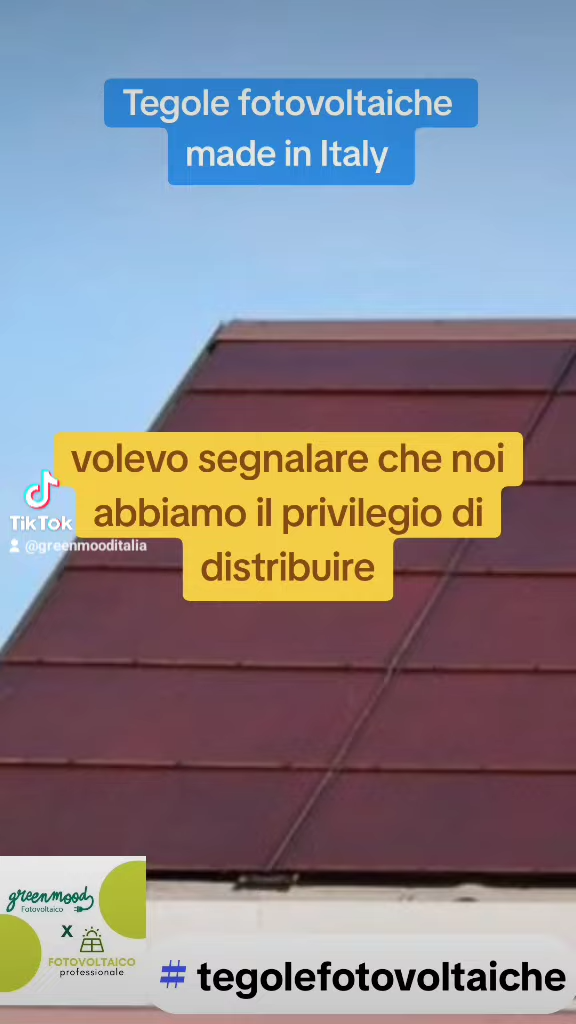 Tegole fotovoltaiche
made in Italy
volevo segnalare che noi
abbiamo il privilegio di
distribuire
TikTok
@greenmooditalia
greenmood
Fotovoltaico
X
FOTOVOLTAICO
professionale
# tegolefotovoltaiche